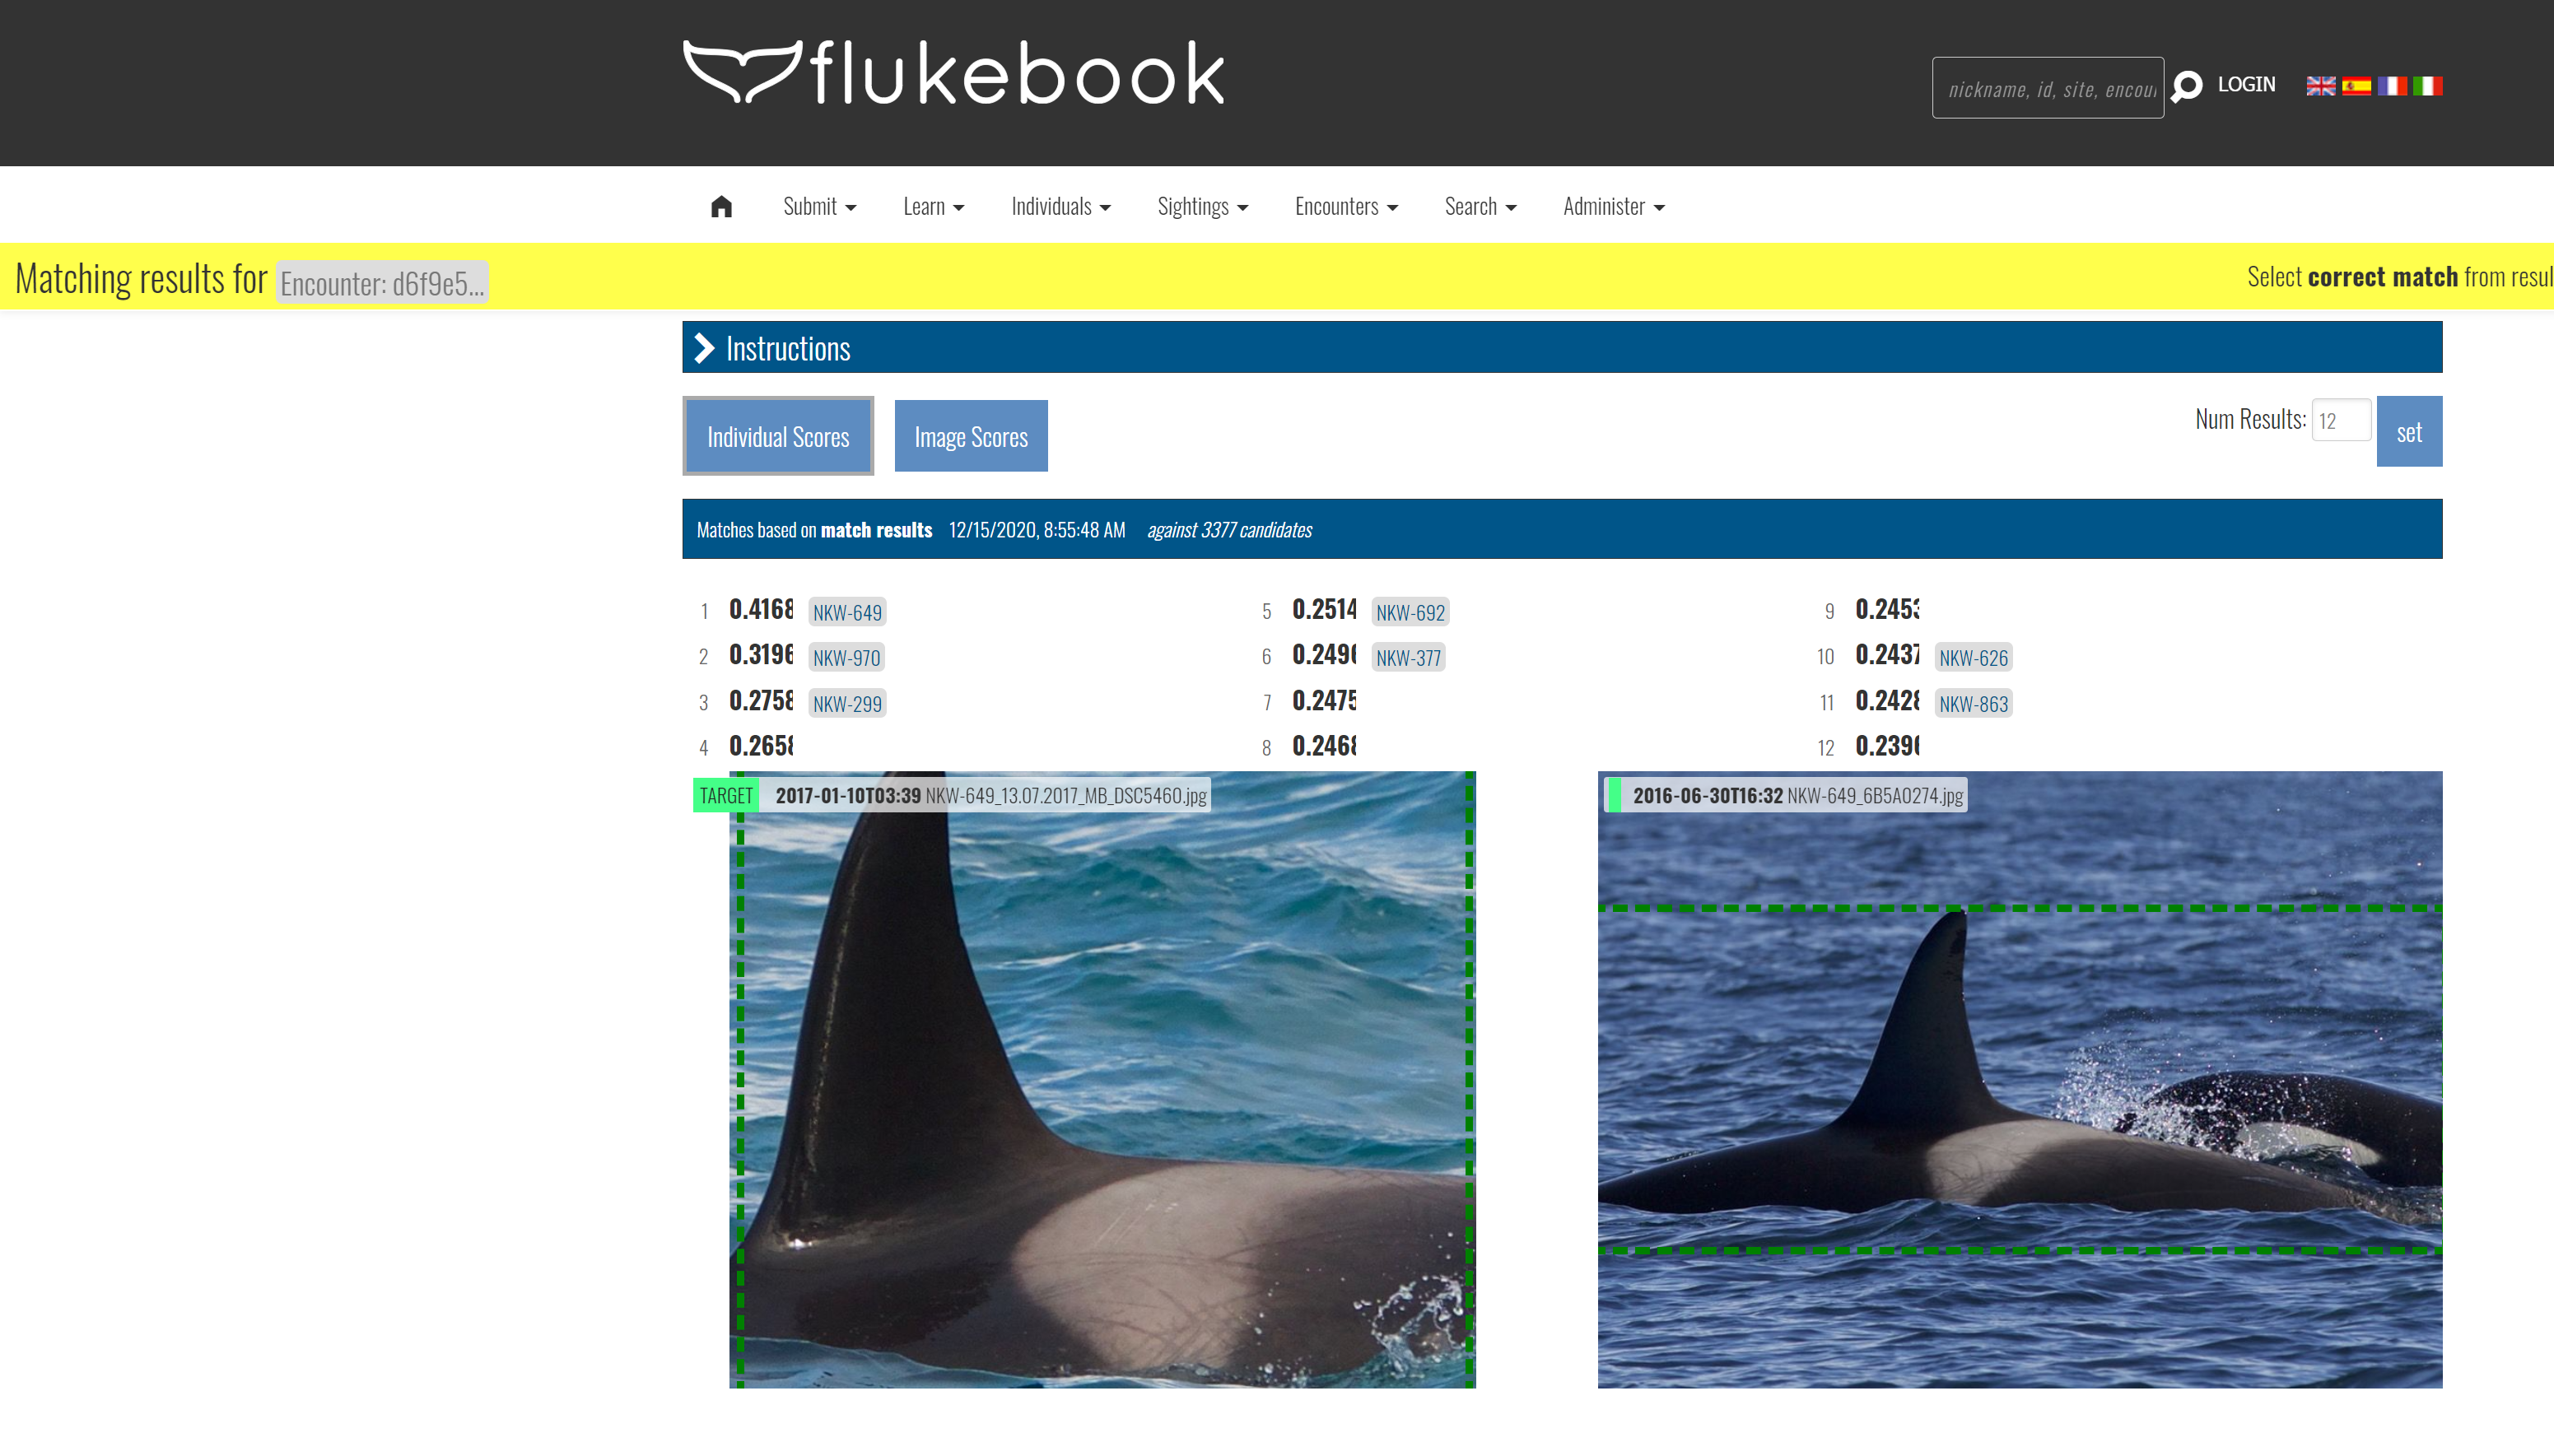 flukebook
nickname, id, site, encou
LOGIN
Submit Learn Individuals Sightings Encounters Search Administer
Matching results for Encounter: d6f9e5...
Select correct match from resul
Instructions
Individual Scores Image Scores
Num Results: 12 set
Matches based on match results 12/15/2020, 8:55:48 AM against 3377 candidates
1 0.4168 NKW-649
2 0.3196 NKW-970
3 0.2758 NKW-299
4 0.2658
5 0.2514 NKW-692
6 0.2496 NKW-377
7 0.2475
8 0.2468
9 0.2453
10 0.2437 NKW-626
11 0.2428 NKW-863
12 0.2396
TARGET 2017-01-10T03:39 NKW-649_13.07.2017_MB_DSC5460.jpg
2016-06-30T16:32 NKW-649_6B5A0274.jpg